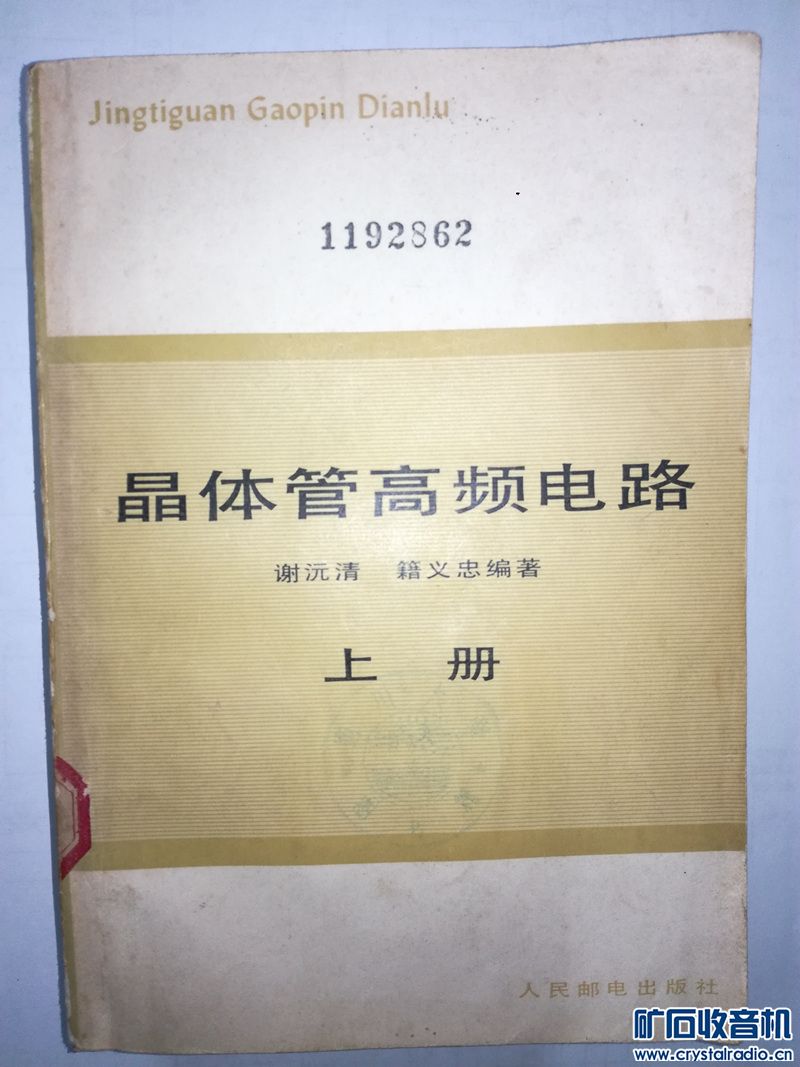 Jingtiguan Gaopin Dianlu
1192862
晶体管高频电路
谢沅清 籍义忠编著
上 册
人民邮电出版社
矿石收音机
www.crystalradio.cn